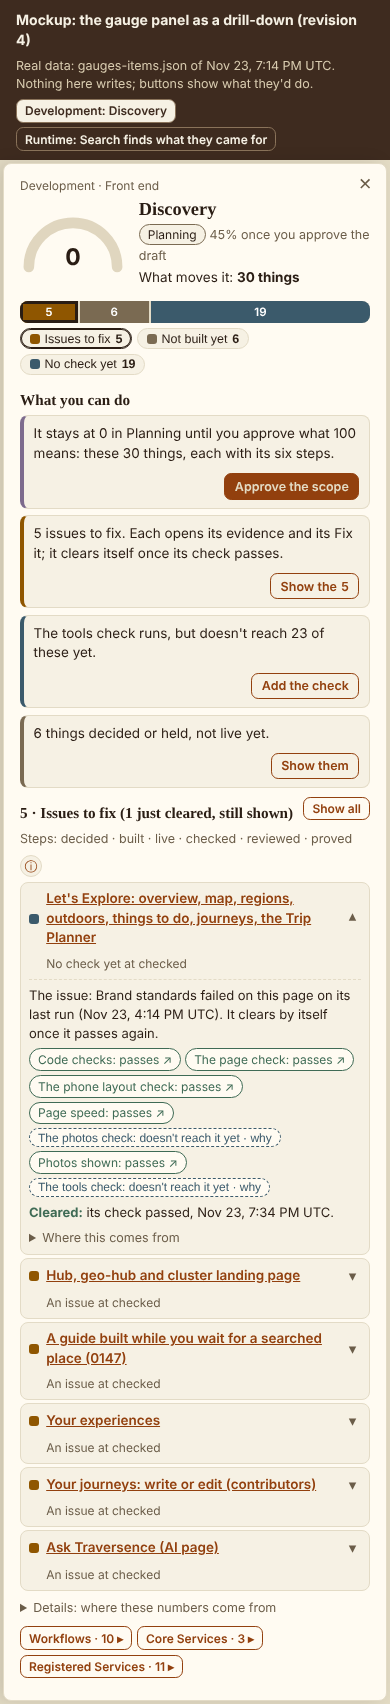 Mockup: the gauge panel as a drill-down (revision
4)
Real data: gauges-items.json of Nov 23, 7:14 PM UTC.
Nothing here writes; buttons show what they'd do.
Development: Discovery
Runtime: Search finds what they came for
Development · Front end ✕
Discovery
Planning 45% once you approve the
draft
0
What moves it: 30 things
5 6 19
Issues to fix 5 Not built yet 6
No check yet 19
What you can do
It stays at 0 in Planning until you approve what 100
means: these 30 things, each with its six steps.
Approve the scope
5 issues to fix. Each opens its evidence and its Fix
it; it clears itself once its check passes.
Show the 5
The tools check runs, but doesn't reach 23 of
these yet.
Add the check
6 things decided or held, not live yet.
Show them
5 · Issues to fix (1 just cleared, still shown) Show all
Steps: decided · built · live · checked · reviewed · proved
ⓘ
Let's Explore: overview, map, regions,
outdoors, things to do, journeys, the Trip ▲
Planner
No check yet at checked
The issue: Brand standards failed on this page on its
last run (Nov 23, 4:14 PM UTC). It clears by itself
once it passes again.
Code checks: passes ↗ The page check: passes ↗
The phone layout check: passes ↗
Page speed: passes ↗
The photos check: doesn't reach it yet · why
Photos shown: passes ↗
The tools check: doesn't reach it yet · why
Cleared: its check passed, Nov 23, 7:34 PM UTC.
▶ Where this comes from
Hub, geo-hub and cluster landing page ▼
An issue at checked
A guide built while you wait for a searched
place (0147) ▼
An issue at checked
Your experiences ▼
An issue at checked
Your journeys: write or edit (contributors) ▼
An issue at checked
Ask Traversence (AI page) ▼
An issue at checked
▶ Details: where these numbers come from
Workflows · 10 ▸ Core Services · 3 ▸
Registered Services · 11 ▸